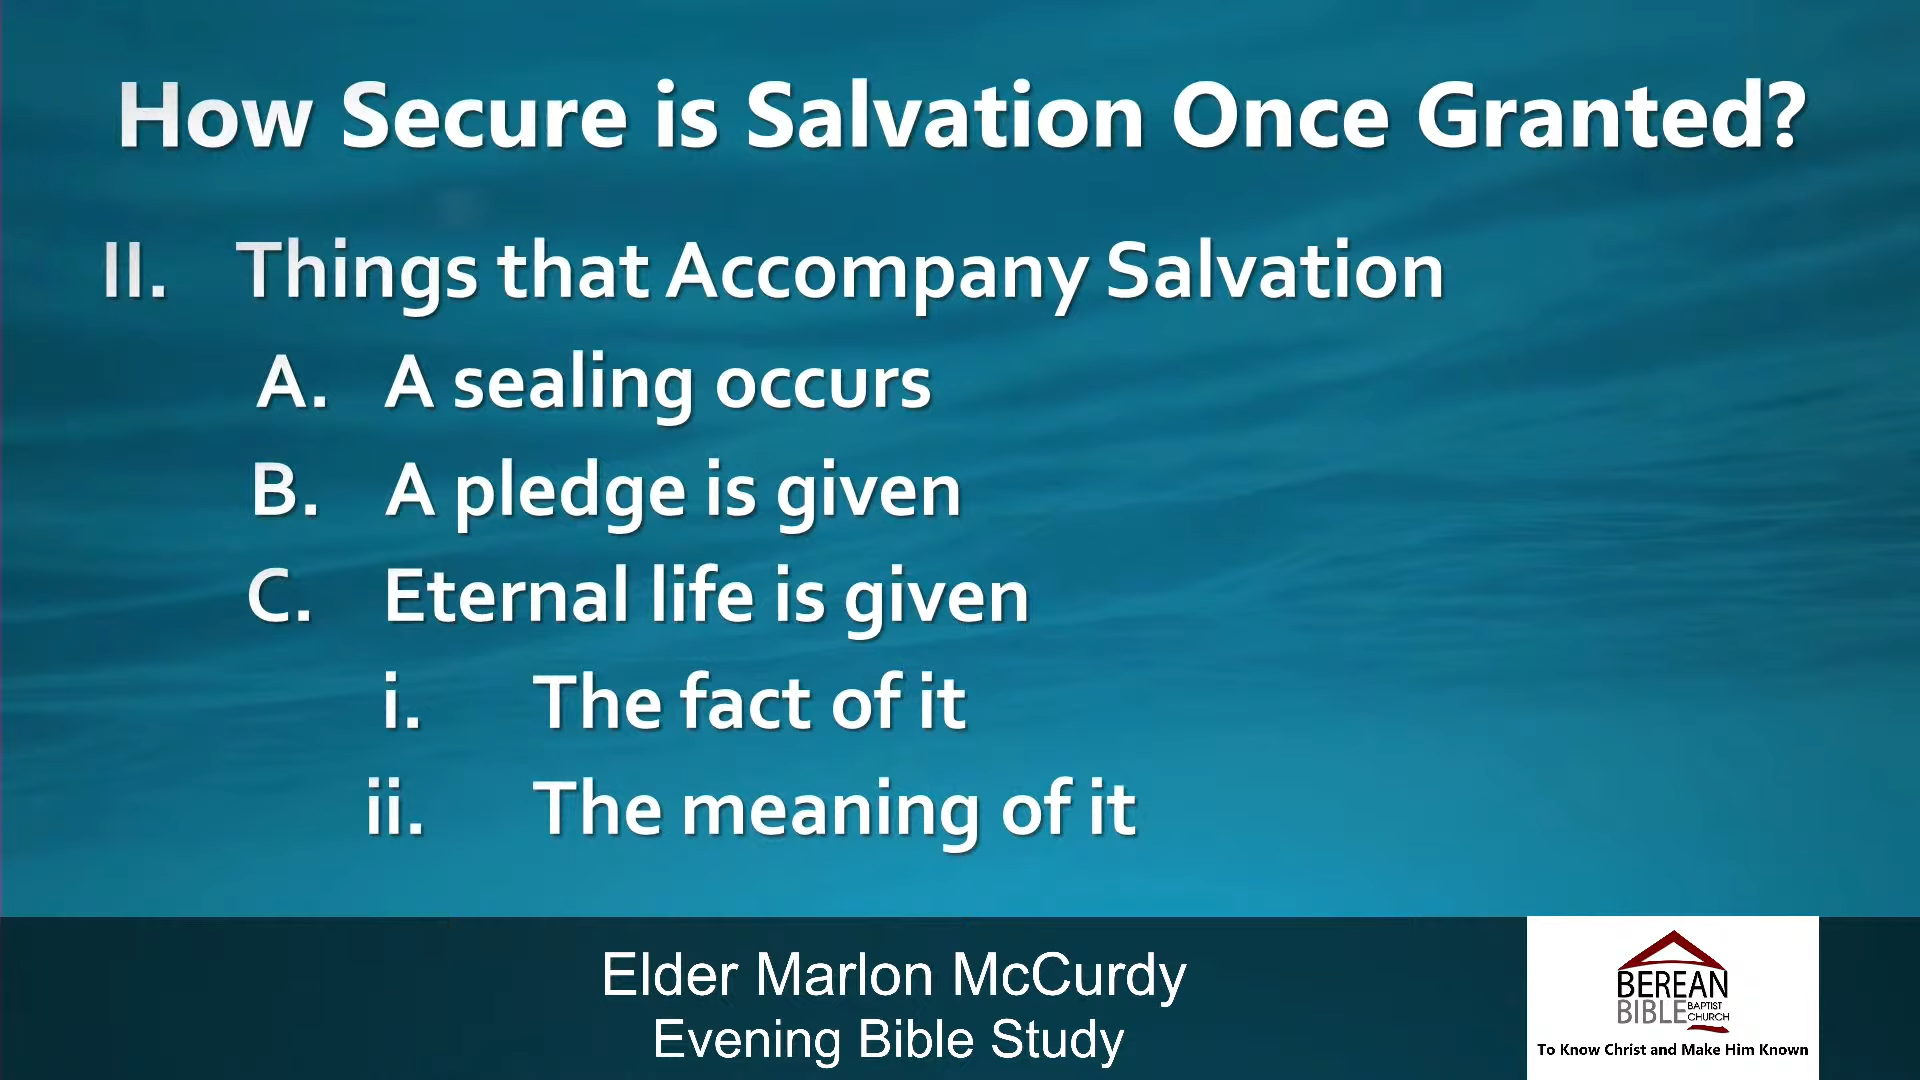 How Secure is Salvation Once Granted?
II. Things that Accompany Salvation
A. A sealing occurs
B. A pledge is given
C. Eternal life is given
i. The fact of it
ii. The meaning of it
Elder Marlon McCurdy
Evening Bible Study
BEREAN
BIBLE BAPTIST CHURCH
To Know Christ and Make Him Known